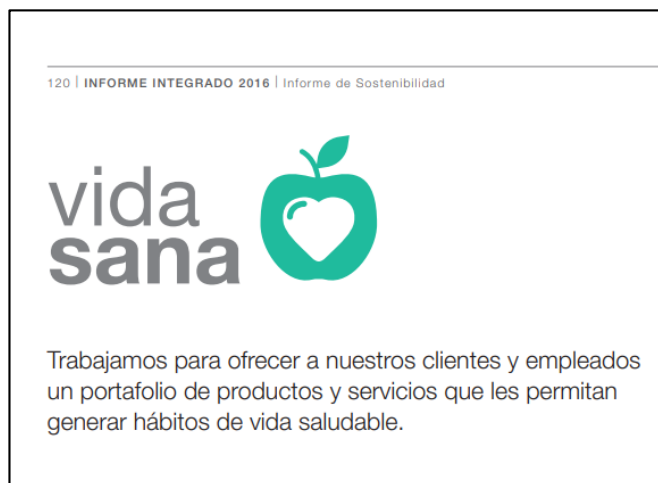 120 | INFORME INTEGRADO 2016 | Informe de Sostenibilidad
vida
sana
Trabajamos para ofrecer a nuestros clientes y empleados
un portafolio de productos y servicios que les permitan
generar hábitos de vida saludable.